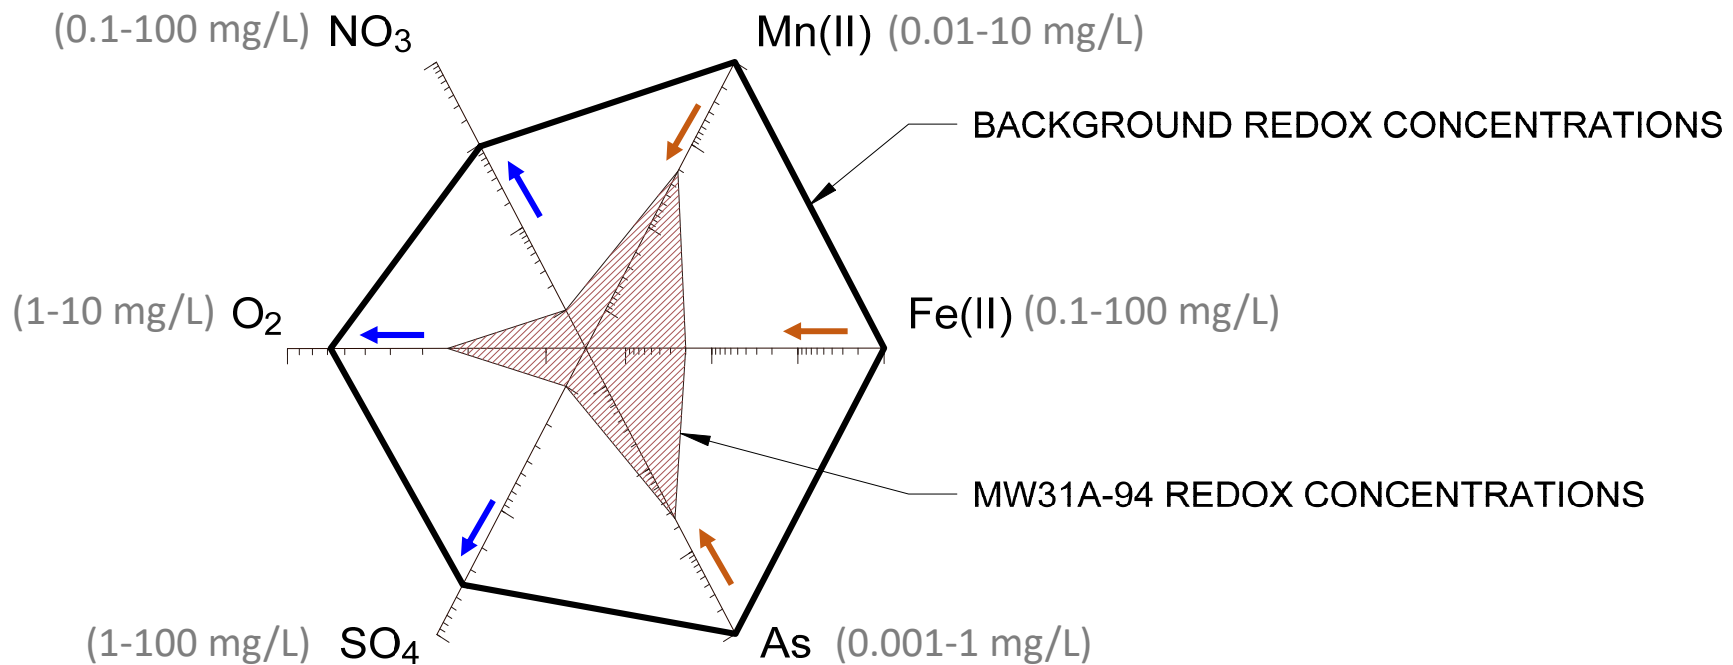 (0.1-100 mg/L) NO₃
Mn(II) (0.01-10 mg/L)
BACKGROUND REDOX CONCENTRATIONS
(1-10 mg/L) O₂
Fe(II) (0.1-100 mg/L)
MW31A-94 REDOX CONCENTRATIONS
(1-100 mg/L) SO₄
As (0.001-1 mg/L)